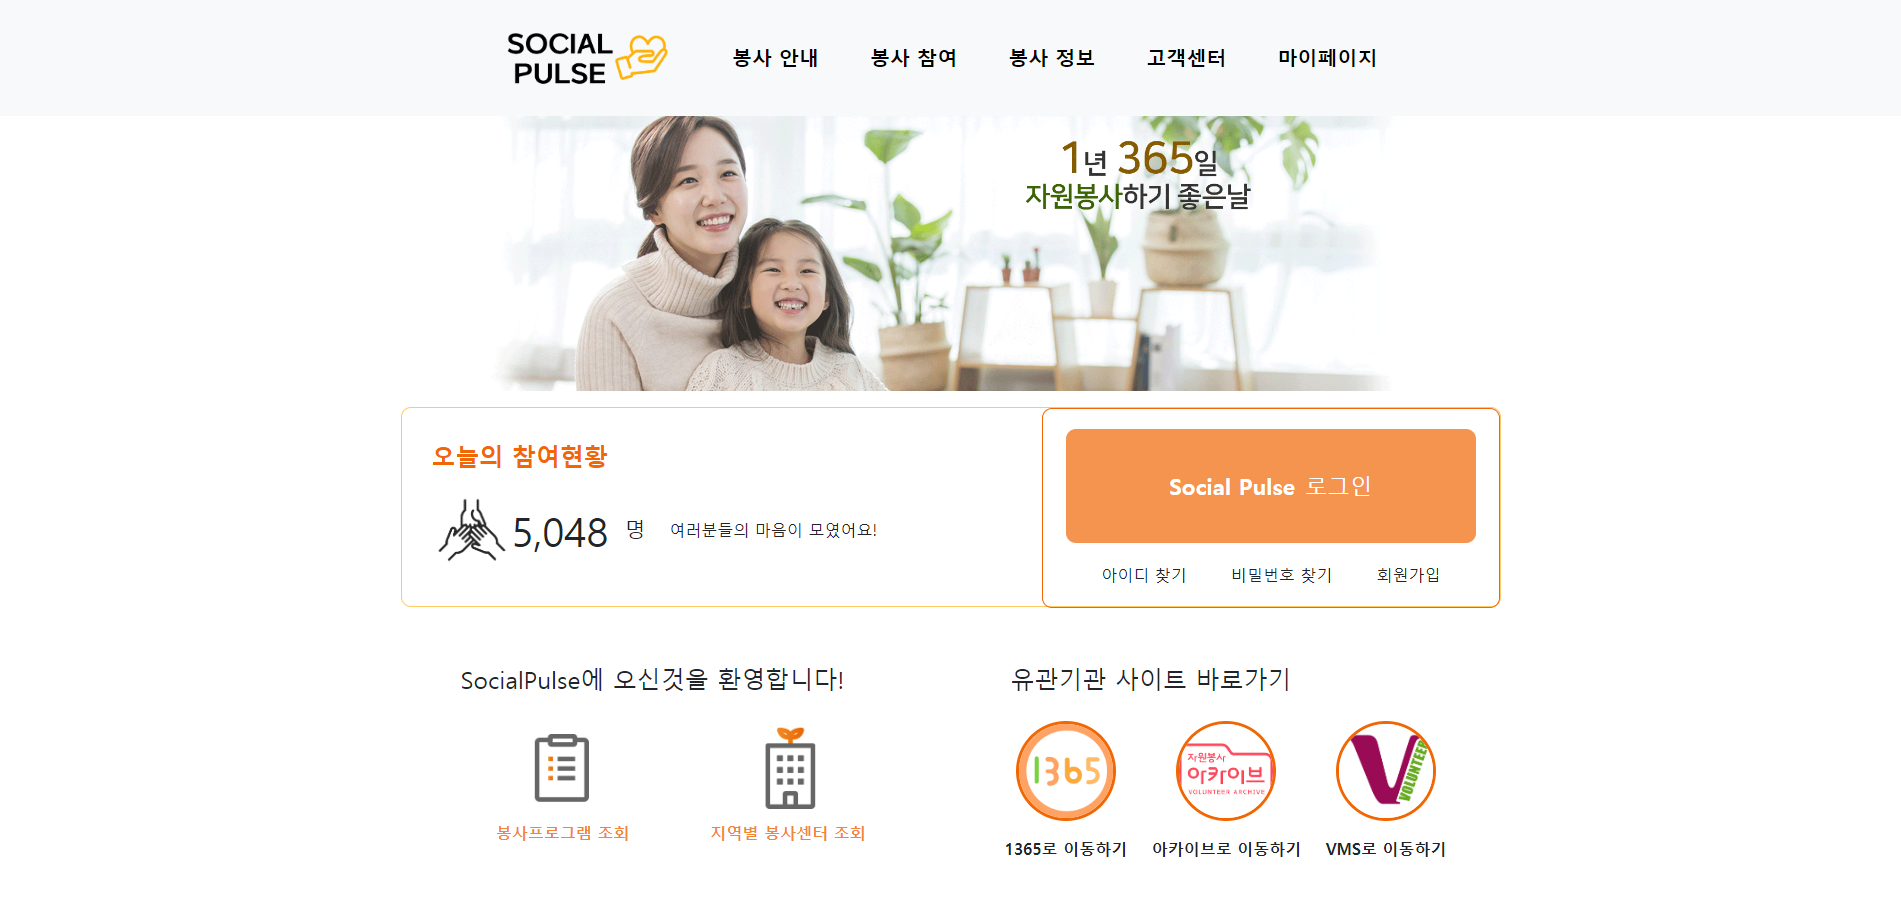 SOCIAL
PULSE
봉사 안내
봉사 참여
봉사 정보
고객센터
마이페이지
1년 365일
자원봉사하기 좋은날
오늘의 참여현황
5,048 명 여러분들의 마음이 모였어요!
Social Pulse 로그인
아이디 찾기
비밀번호 찾기
회원가입
SocialPulse에 오신것을 환영합니다!
봉사프로그램 조회
지역별 봉사센터 조회
유관기관 사이트 바로가기
1365
자원봉사
아카이브
VOLUNTEER ARCHIVE
V
VOLUNTEER
1365로 이동하기
아카이브로 이동하기
VMS로 이동하기